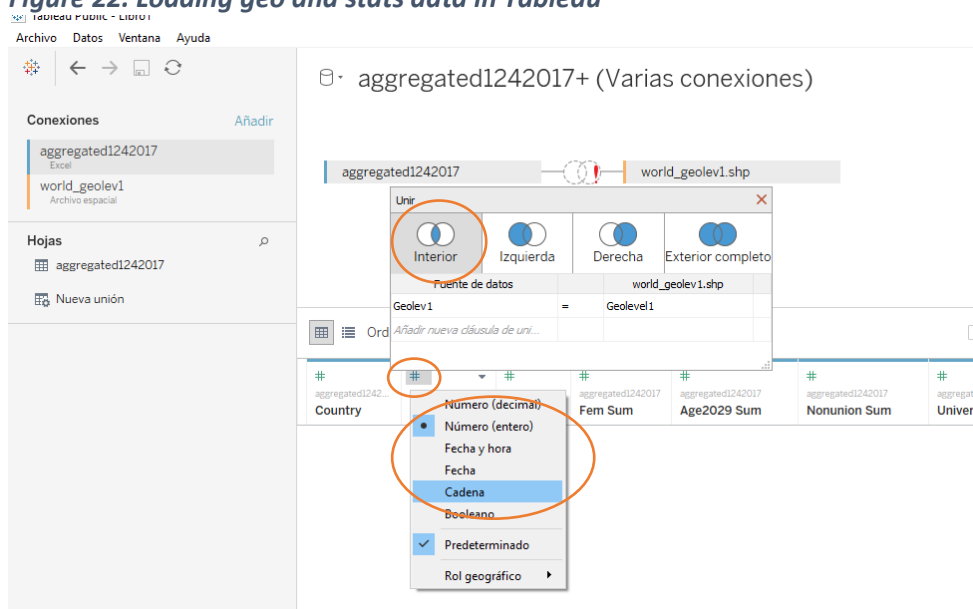 Figure 22: Loading geo and stats data in Tableau
Tableau Public - Libro1
Archivo Datos Ventana Ayuda
aggregated1242017+ (Varias conexiones)
Conexiones Añadir
aggregated1242017
Excel
world_geolev1
Archivo espacial
aggregated1242017 world_geolev1.shp
Unir
Interior Izquierda Derecha Exterior completo
Fuente de datos world_geolev1.shp
Geolev1 = Geolevel1
Añadir nueva cláusula de uni...
Hojas
aggregated1242017
Nueva unión
Ord
# # # # # # #
aggregated1242... aggregated1242017 aggregated1242017 aggregated1242017 aggregat
Country Fem Sum Age2029 Sum Nonunion Sum Univer
Número (decimal)
Número (entero)
Fecha y hora
Fecha
Cadena
Booleano
Predeterminado
Rol geográfico